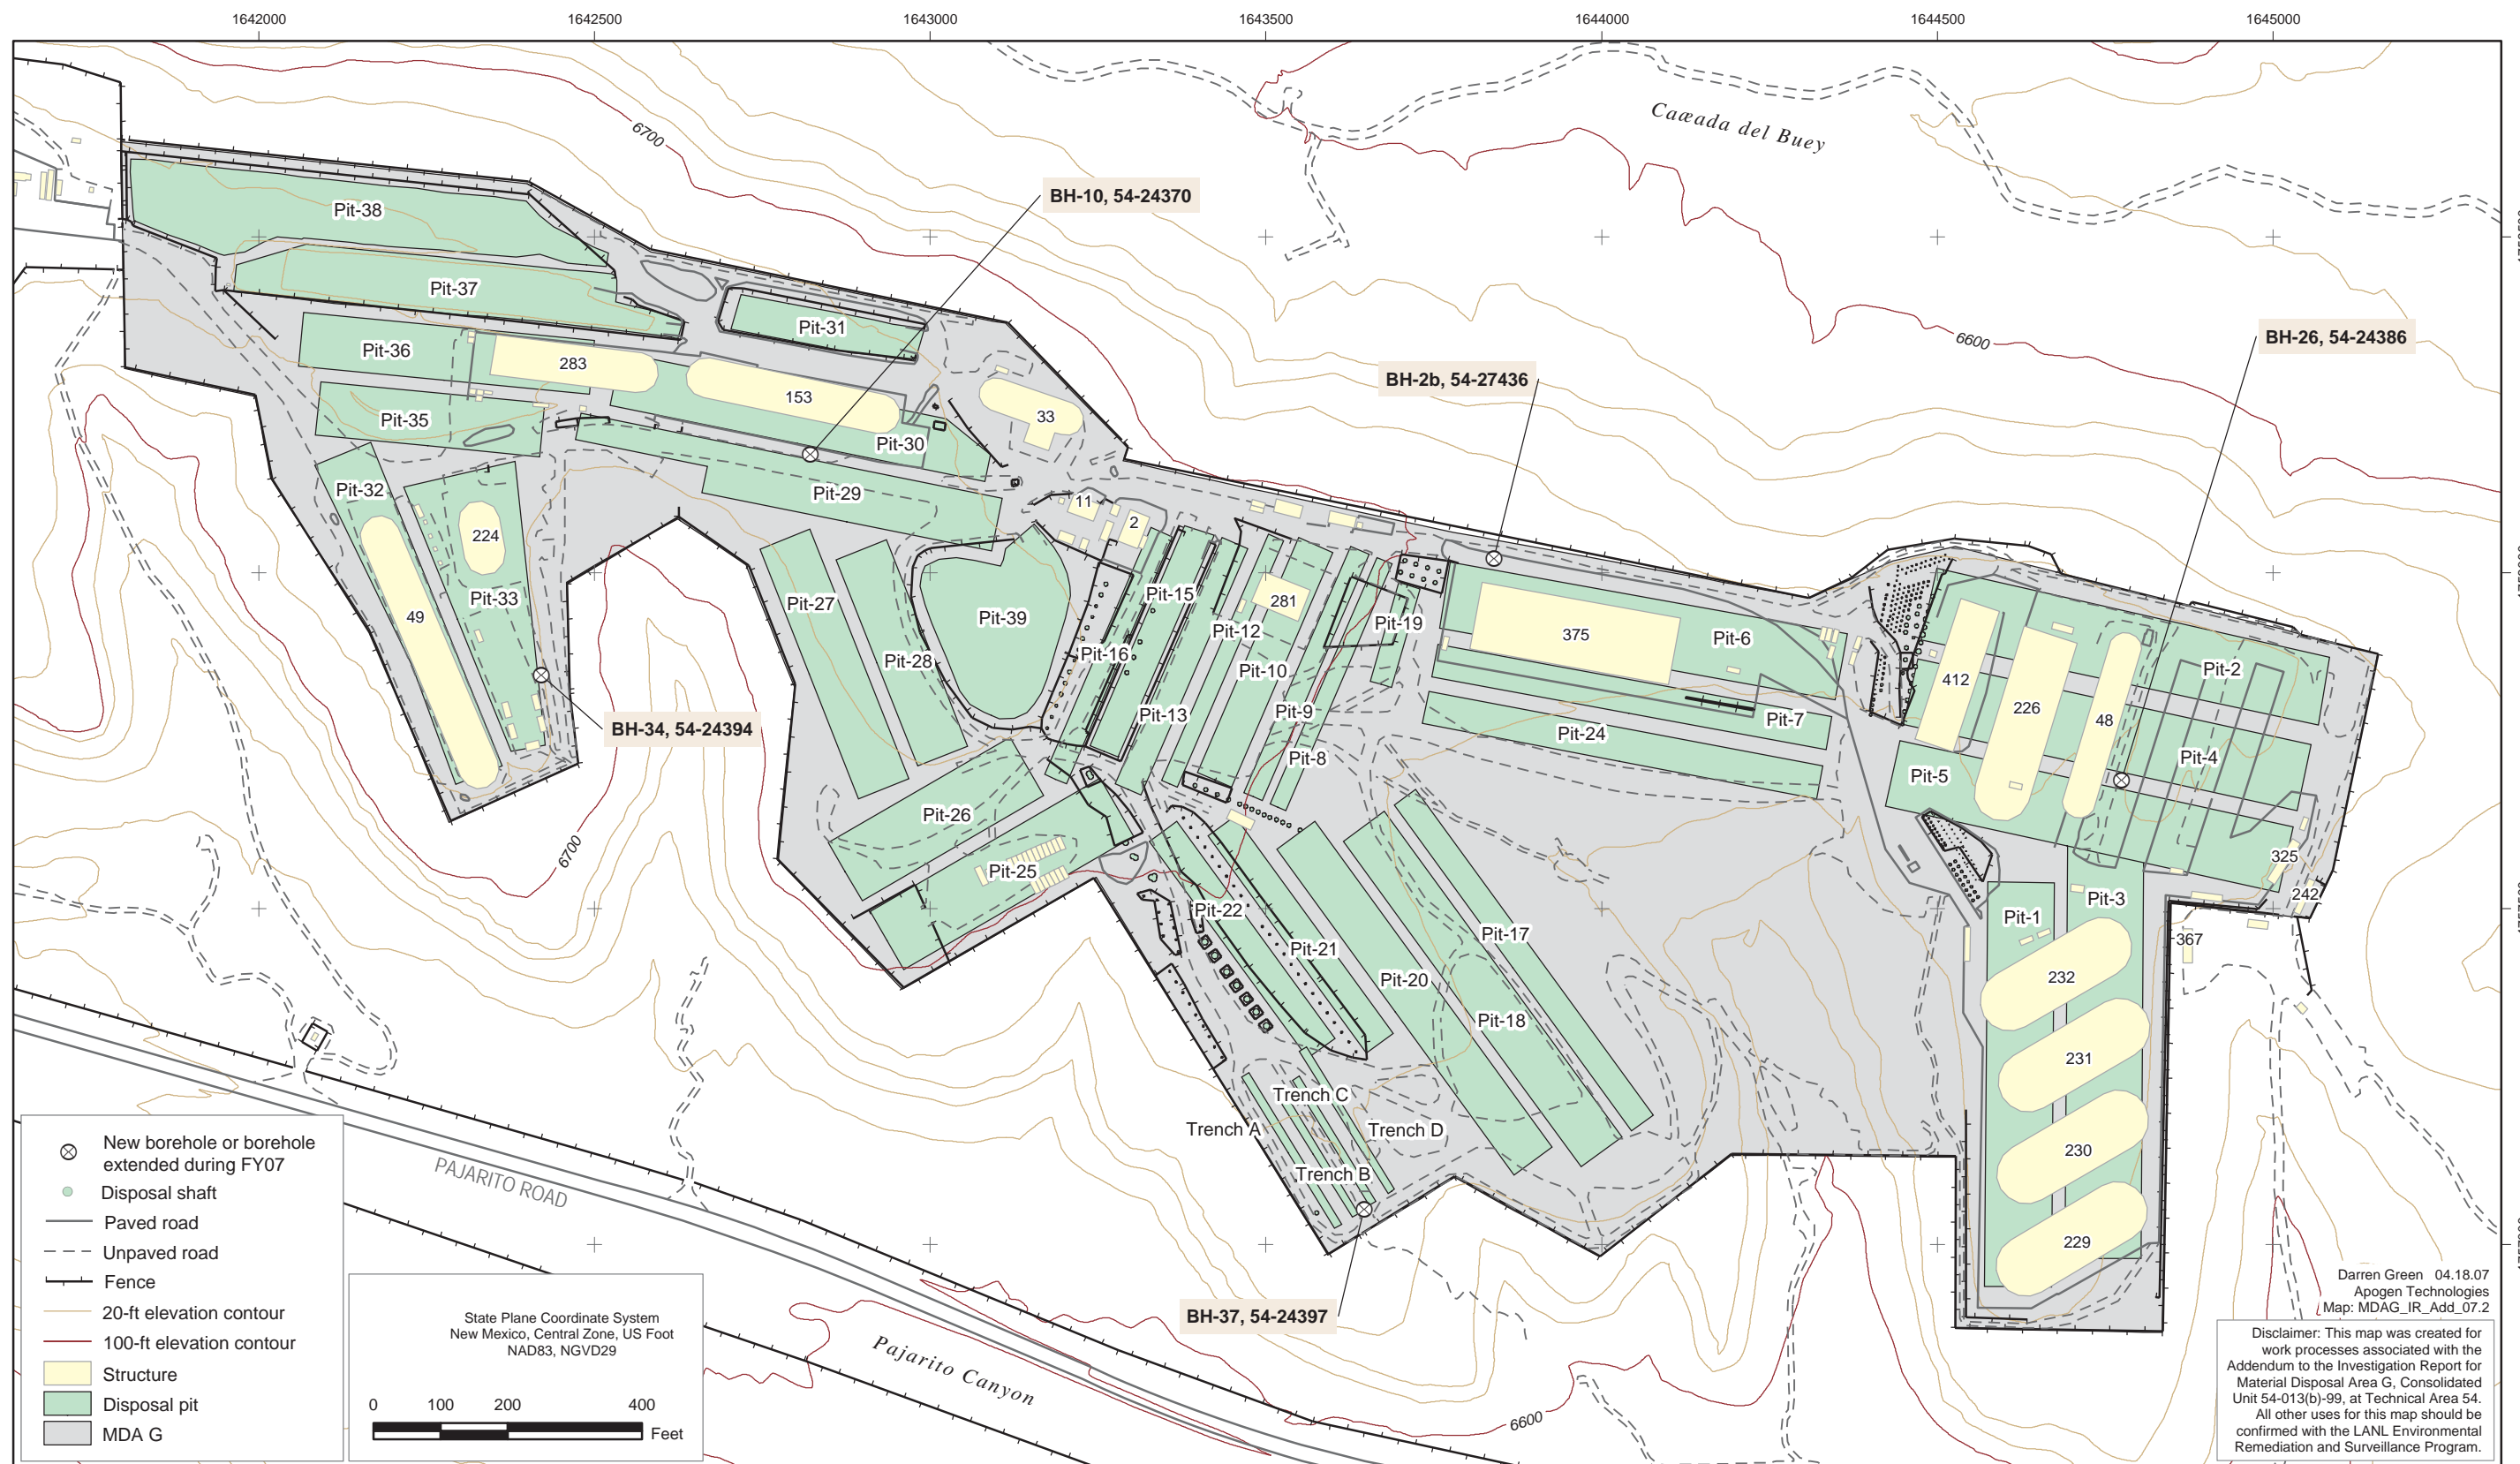 1642000
1642500
1643000
1643500
1644000
1644500
1645000
Caæada del Buey
6700
BH-10, 54-24370
Pit-38
Pit-37
Pit-31
BH-26, 54-24386
6600
Pit-36
283
BH-2b, 54-27436
153
33
Pit-35
Pit-30
Pit-32
Pit-29
11
2
224
Pit-33
49
Pit-27
Pit-39
Pit-28
Pit-15
Pit-16
Pit-12
281
Pit-19
Pit-10
375
Pit-6
Pit-13
Pit-9
Pit-7
Pit-24
Pit-8
412
226
48
Pit-2
Pit-4
Pit-5
BH-34, 54-24394
6700
Pit-26
Pit-25
325
242
Pit-22
Pit-21
Pit-17
Pit-20
Pit-18
Pit-1
Pit-3
367
232
231
230
229
Trench C
Trench A
Trench D
Trench B
BH-37, 54-24397
PAJARITO ROAD
Pajarito Canyon
6600
New borehole or borehole
extended during FY07
Disposal shaft
Paved road
Unpaved road
Fence
20-ft elevation contour
100-ft elevation contour
Structure
Disposal pit
MDA G
State Plane Coordinate System
New Mexico, Central Zone, US Foot
NAD83, NGVD29
0 100 200 400
Feet
Darren Green 04.18.07
Apogen Technologies
Map: MDAG_IR_Add_07.2
Disclaimer: This map was created for
work processes associated with the
Addendum to the Investigation Report for
Material Disposal Area G, Consolidated
Unit 54-013(b)-99, at Technical Area 54.
All other uses for this map should be
confirmed with the LANL Environmental
Remediation and Surveillance Program.